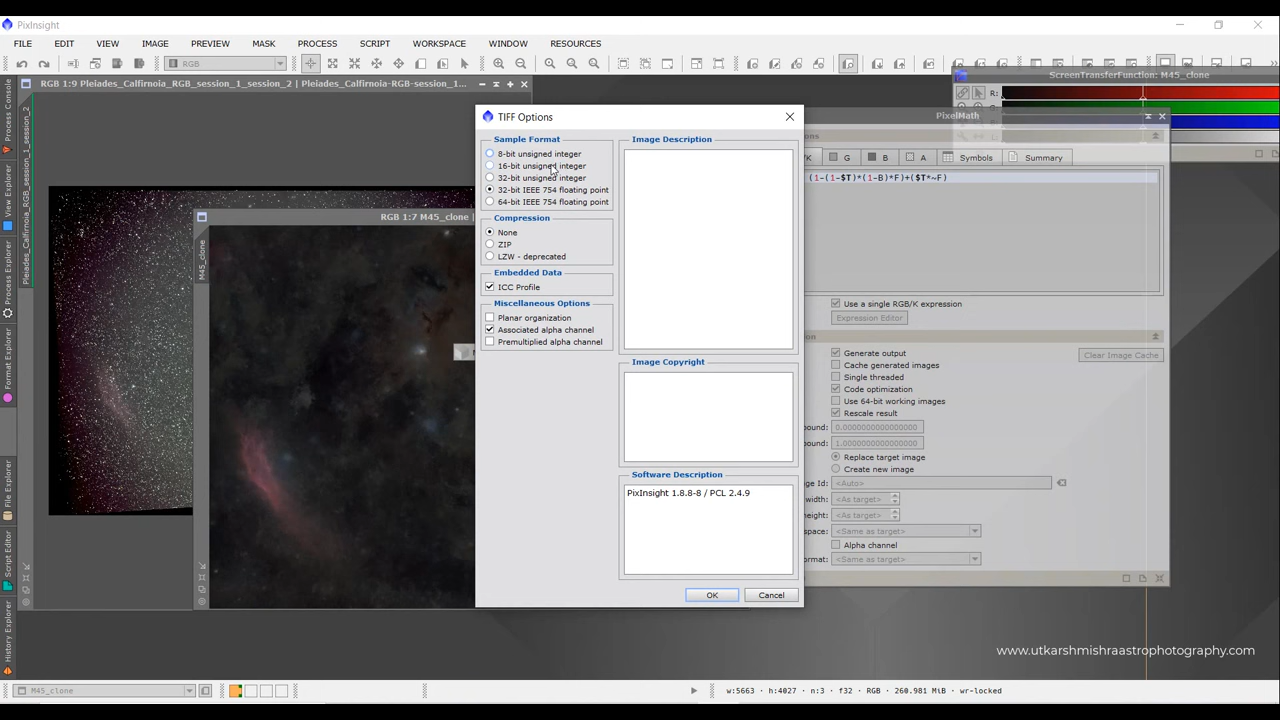 PixInsight
FILE EDIT VIEW IMAGE PROCESS SCRIPT MASK WORKSPACE WINDOW RESOURCES
RGB
RGB 1:9 Pleiades_Calfirnoia_RGB_session_1_session_2 | Pleiades_Calfirnoia-RGB-session_1...
ScreenTransferFunction: M45_clone
R:
Process Console
View Explorer
Process Explorer
Format Explorer
File Explorer
Script Editor
History Explorer
Pleiades_Calfirnoia_RGB_session_1_session_2
RGB 1:7 M45_clone |
M45_clone
TIFF Options
Sample Format
8-bit unsigned integer
16-bit unsigned integer
32-bit unsigned integer
32-bit IEEE 754 floating point
64-bit IEEE 754 floating point
Compression
None
ZIP
LZW - deprecated
Embedded Data
ICC Profile
Miscellaneous Options
Planar organization
Associated alpha channel
Premultiplied alpha channel
Image Description
Image Copyright
Software Description
PixInsight 1.8.8-8 / PCL 2.4.9
OK Cancel
PixelMath
G B A Symbols Summary
(1-(1-$T)*(1-B)*F)+($T*~F)
Use a single RGB/K expression
Expression Editor
Generate output
Clear Image Cache
Cache generated images
Single threaded
Code optimization
Use 64-bit working images
Rescale result
0.0000000000000000
1.0000000000000000
Replace target image
Create new image
<Auto>
width: <As target>
<As target>
<Same as target>
Alpha channel
<Same as target>
www.utkarshmishraastrophotography.com
M45_clone
w:5663 · h:4027 · n:3 · f32 · RGB · 260.981 MiB · wr-locked